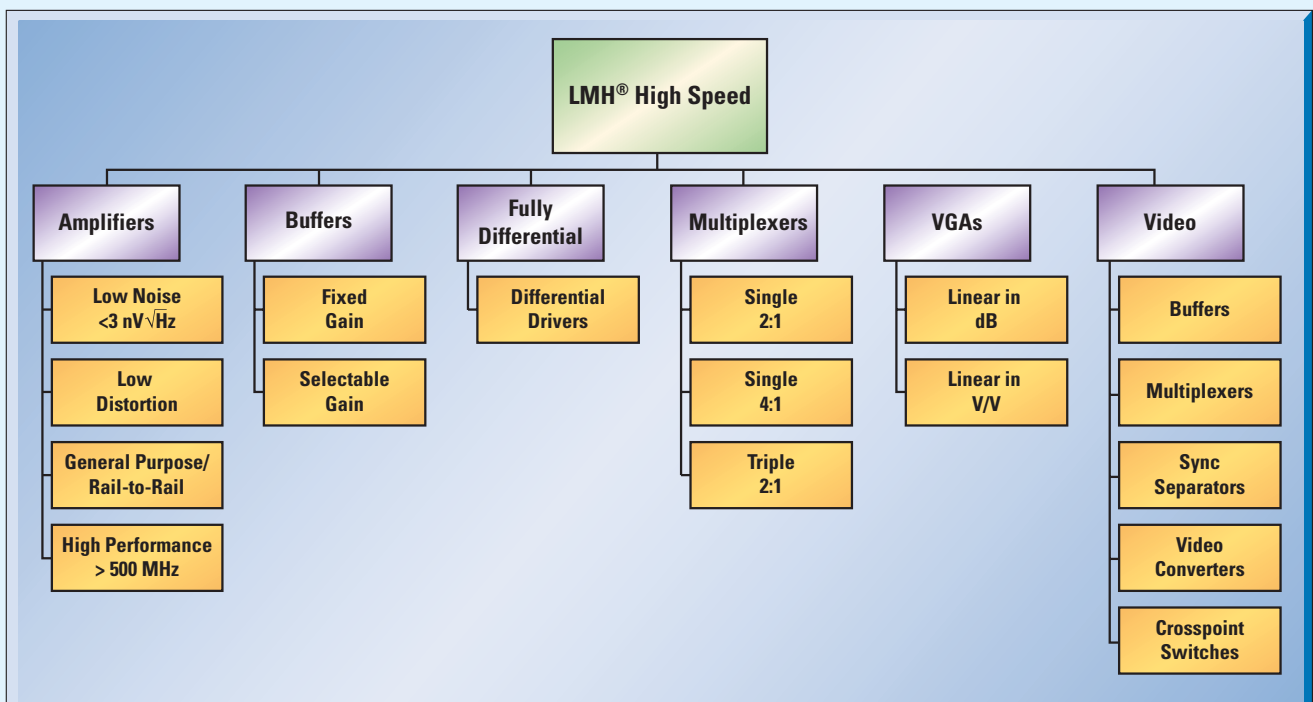 LMH® High Speed
Amplifiers
Low Noise
<3 nV√Hz
Low
Distortion
General Purpose/
Rail-to-Rail
High Performance
> 500 MHz
Buffers
Fixed
Gain
Selectable
Gain
Fully
Differential
Differential
Drivers
Multiplexers
Single
2:1
Single
4:1
Triple
2:1
VGAs
Linear in
dB
Linear in
V/V
Video
Buffers
Multiplexers
Sync
Separators
Video
Converters
Crosspoint
Switches